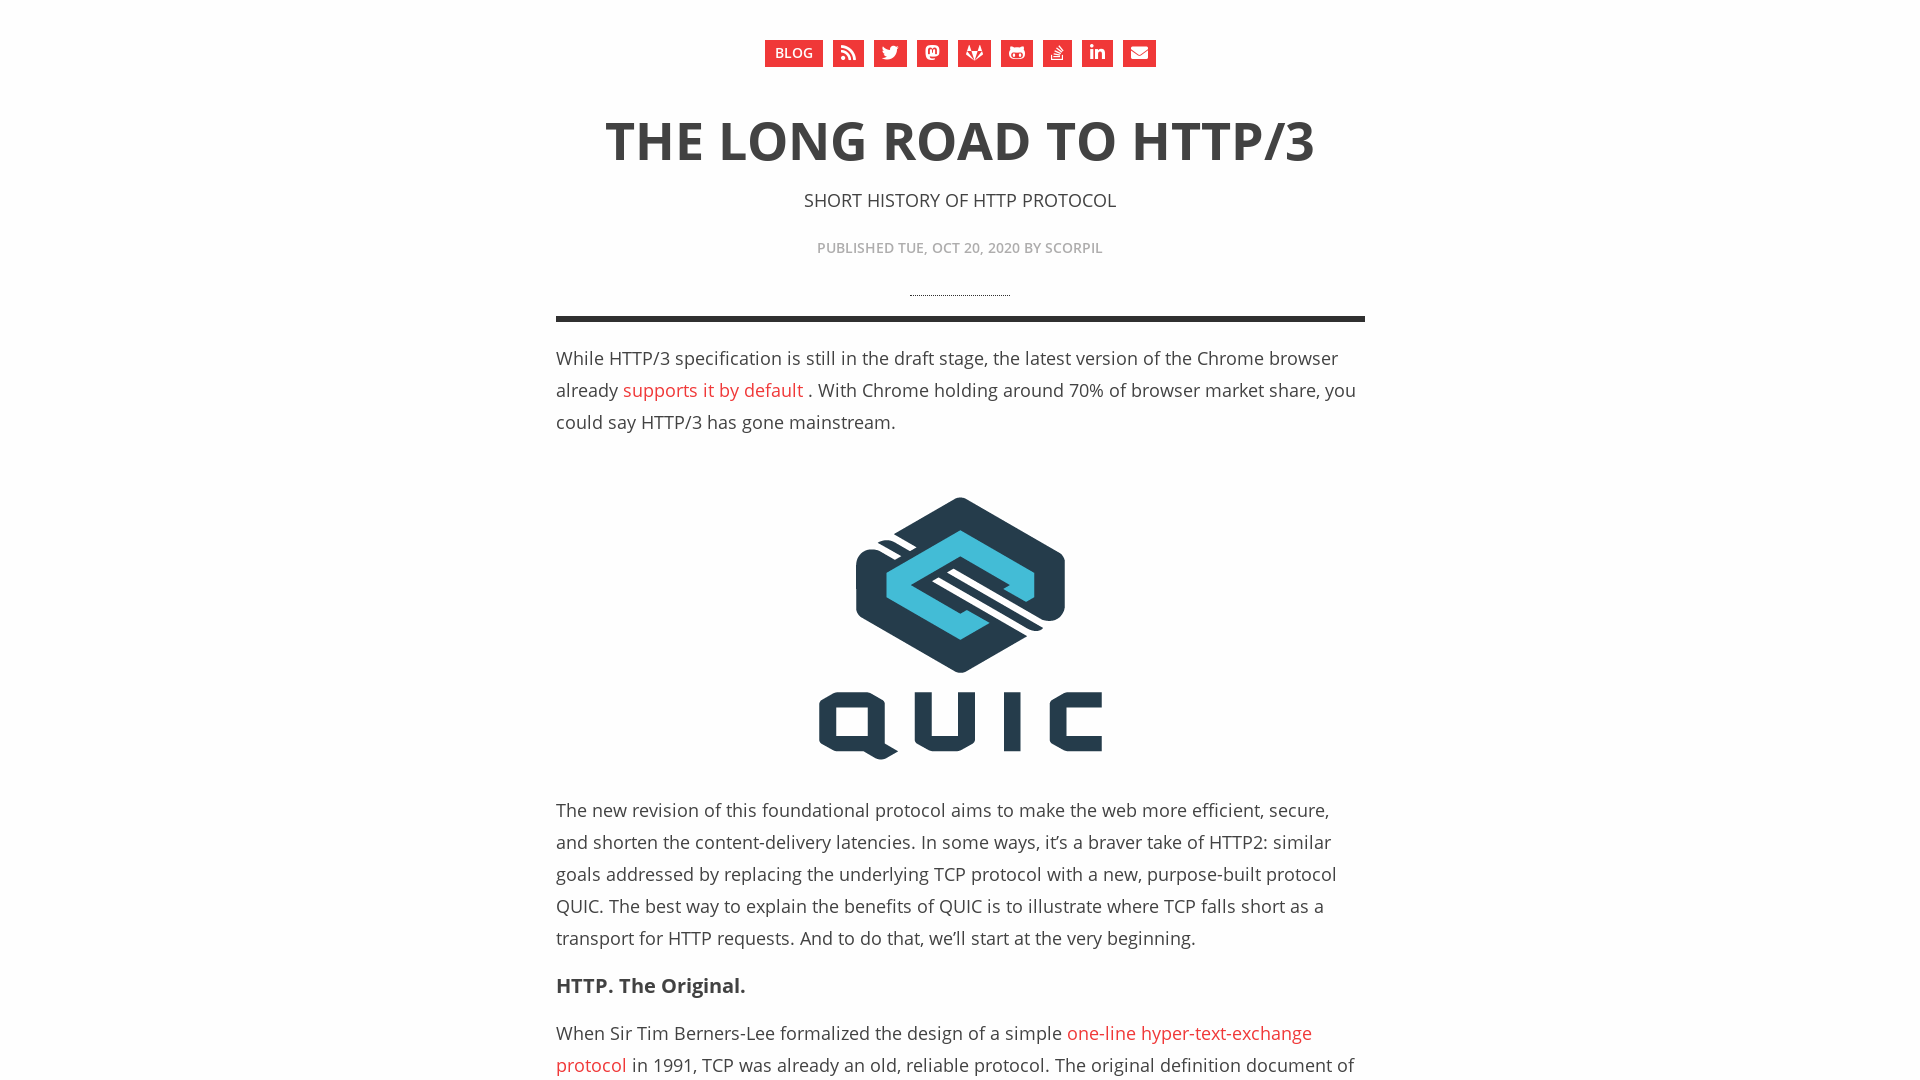 BLOG
THE LONG ROAD TO HTTP/3
SHORT HISTORY OF HTTP PROTOCOL
PUBLISHED TUE, OCT 20, 2020 BY SCORPIL
While HTTP/3 specification is still in the draft stage, the latest version of the Chrome browser
already supports it by default . With Chrome holding around 70% of browser market share, you
could say HTTP/3 has gone mainstream.
QUIC
The new revision of this foundational protocol aims to make the web more efficient, secure,
and shorten the content-delivery latencies. In some ways, it’s a braver take of HTTP2: similar
goals addressed by replacing the underlying TCP protocol with a new, purpose-built protocol
QUIC. The best way to explain the benefits of QUIC is to illustrate where TCP falls short as a
transport for HTTP requests. And to do that, we’ll start at the very beginning.
HTTP. The Original.
When Sir Tim Berners-Lee formalized the design of a simple one-line hyper-text-exchange
protocol in 1991, TCP was already an old, reliable protocol. The original definition document of